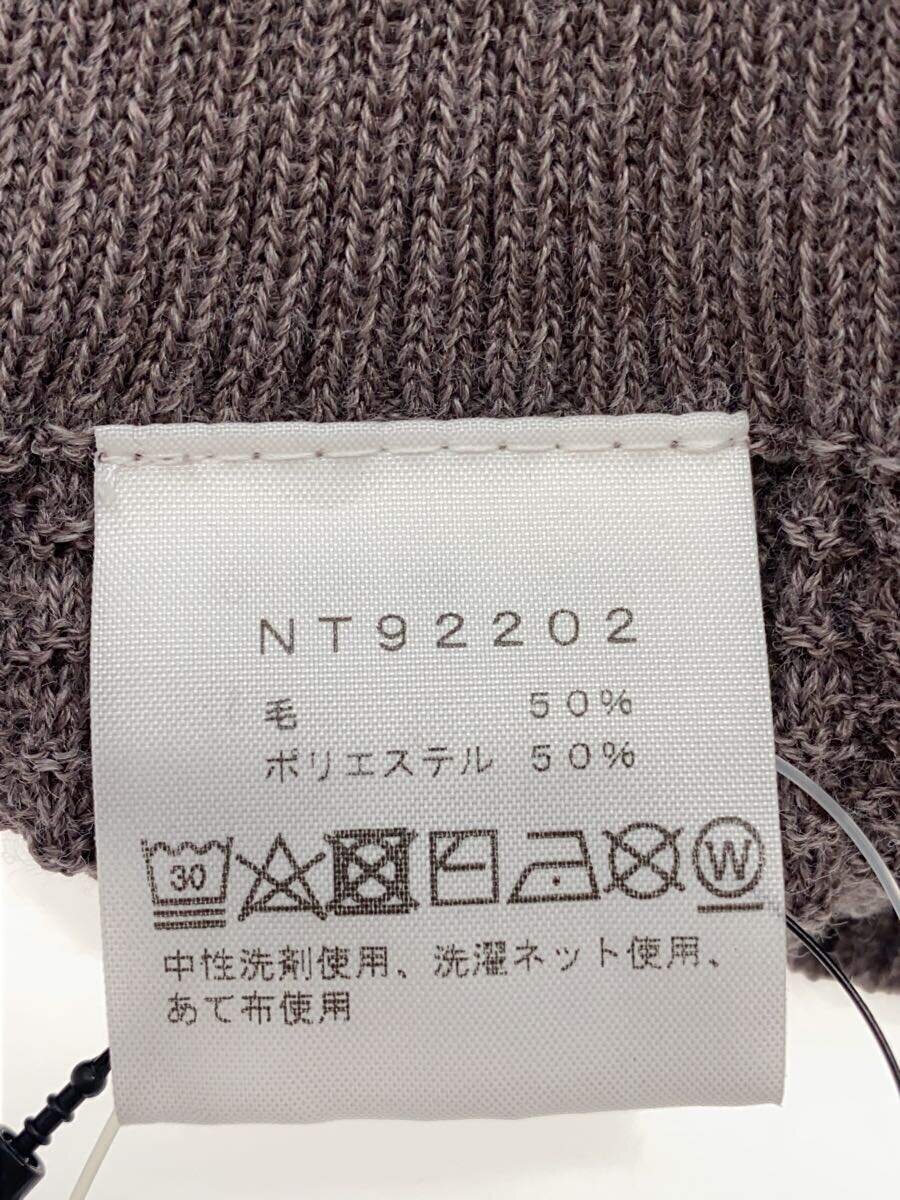 NT92202
毛 50%
ポリエステル 50%
30 W
中性洗剤使用、洗濯ネット使用、
あて布使用